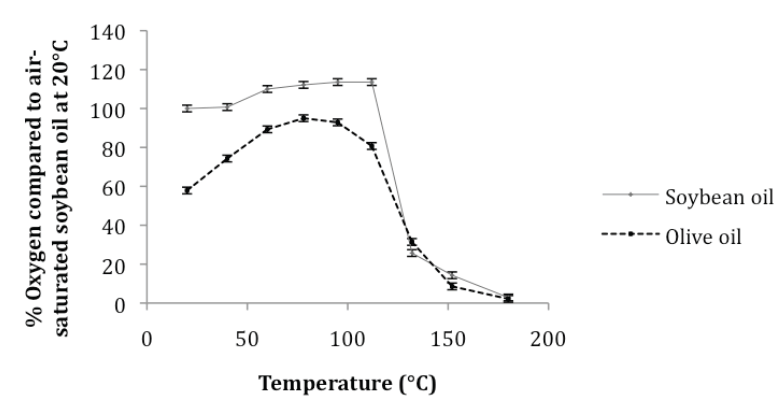 % Oxygen compared to air-
saturated soybean oil at 20°C
140
120
100
80
60
40
20
0
0 50 100 150 200
Temperature (°C)
Soybean oil
Olive oil